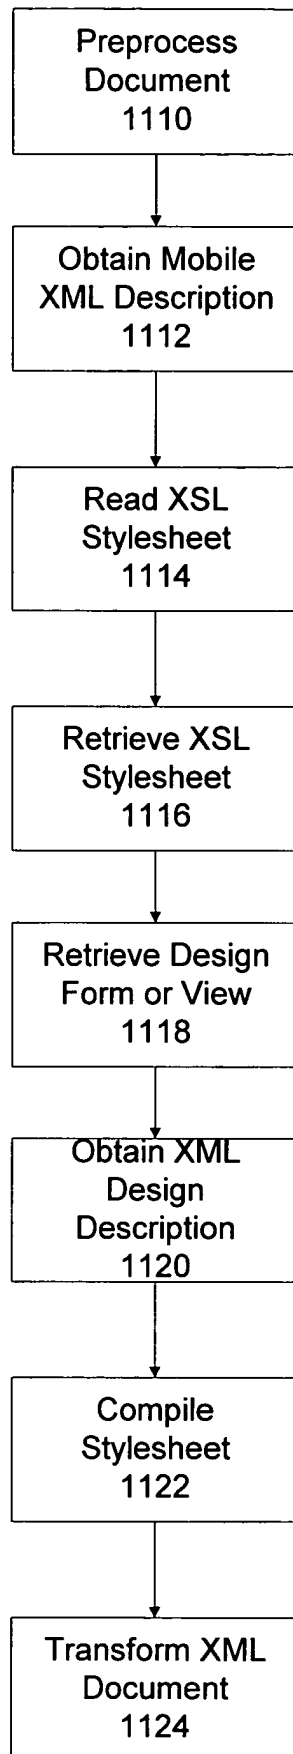 Preprocess
Document
1110
Obtain Mobile
XML Description
1112
Read XSL
Stylesheet
1114
Retrieve XSL
Stylesheet
1116
Retrieve Design
Form or View
1118
Obtain XML
Design
Description
1120
Compile
Stylesheet
1122
Transform XML
Document
1124